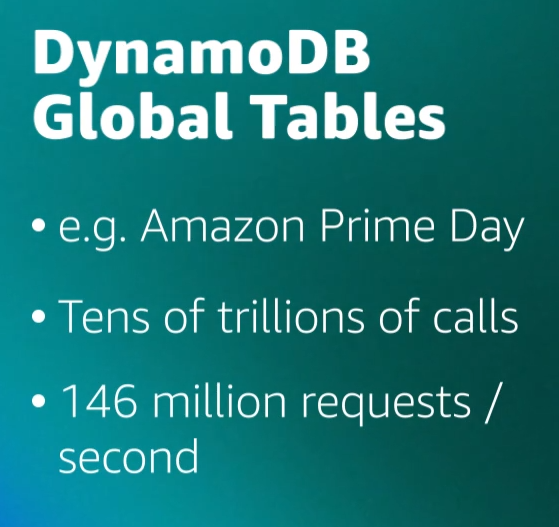 DynamoDB
Global Tables
• e.g. Amazon Prime Day
• Tens of trillions of calls
• 146 million requests /
second